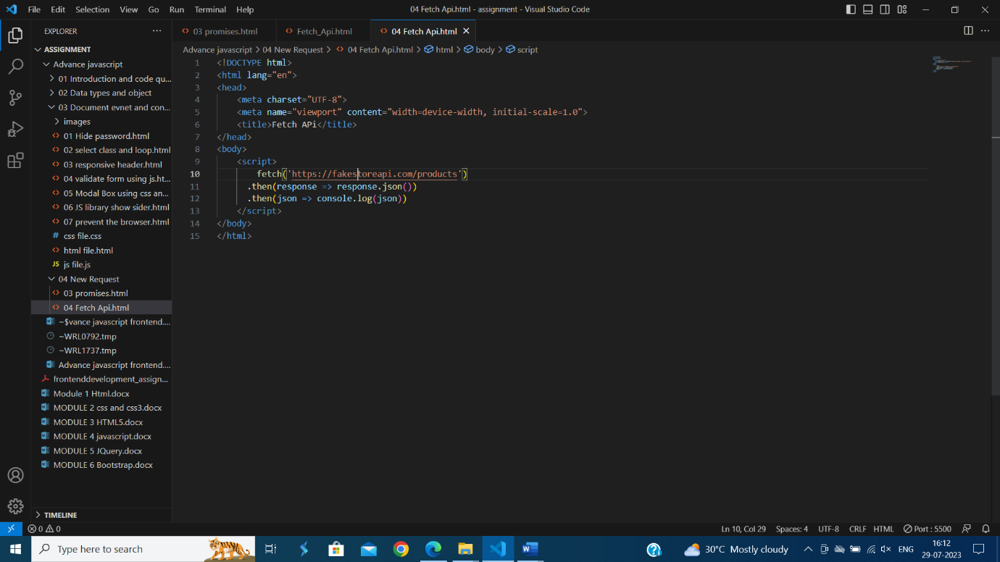 File Edit Selection View Go Run Terminal Help
04 Fetch Api.html - assignment - Visual Studio Code
EXPLORER
ASSIGNMENT
Advance javascript
01 Introduction and code qu...
02 Data types and object
03 Document evnet and con...
images
01 Hide password.html
02 select class and loop.html
03 responsive header.html
04 validate form using js.ht...
05 Modal Box using css an...
06 JS library show sider.html
07 prevent the browser.html
# css file.css
html file.html
JS js file.js
04 New Request
03 promises.html
04 Fetch Api.html
~$vance javascript frontend....
~WRL0792.tmp
~WRL1737.tmp
Advance javascript frontend....
frontenddevelopment_assign...
Module 1 Html.docx
MODULE 2 css and css3.docx
MODULE 3 HTML5.docx
MODULE 4 javascript.docx
MODULE 5 JQuery.docx
MODULE 6 Bootstrap.docx
TIMELINE
03 promises.html Fetch_Api.html 04 Fetch Api.html
Advance javascript > 04 New Request > 04 Fetch Api.html > html > body > script
1 <!DOCTYPE html>
2 <html lang="en">
3 <head>
4 <meta charset="UTF-8">
5 <meta name="viewport" content="width=device-width, initial-scale=1.0">
6 <title>Fetch APi</title>
7 </head>
8 <body>
9 <script>
10 fetch('https://fakestoreapi.com/products')
11 .then(response => response.json())
12 .then(json => console.log(json))
13 </script>
14 </body>
15 </html>
0 0
Ln 10, Col 29 Spaces: 4 UTF-8 CRLF HTML Port : 5500
Type here to search
30°C Mostly cloudy
ENG
16:12
29-07-2023